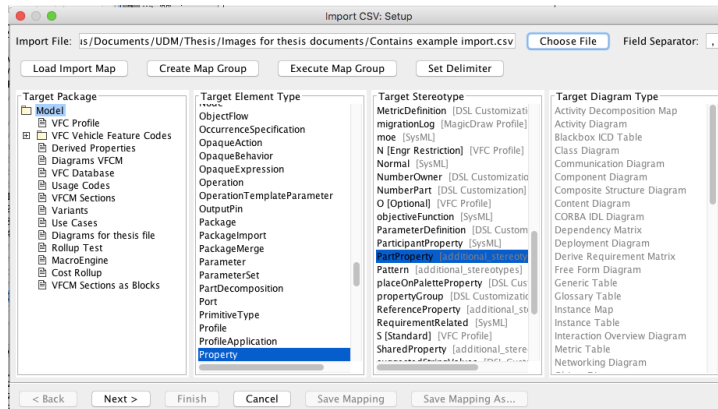 Import CSV: Setup
Import File: ıs/Documents/UDM/Thesis/Images for thesis documents/Contains example import.csv Choose File Field Separator: ,
Load Import Map Create Map Group Execute Map Group Set Delimiter
Target Package
Model
VFC Profile
VFC Vehicle Feature Codes
Derived Properties
Diagrams VFCM
VFC Database
Usage Codes
VFCM Sections
Variants
Use Cases
Diagrams for thesis file
Rollup Test
MacroEngine
Cost Rollup
VFCM Sections as Blocks
Target Element Type
Node
ObjectFlow
OccurrenceSpecification
OpaqueAction
OpaqueBehavior
OpaqueExpression
Operation
OperationTemplateParameter
OutputPin
Package
PackageImport
PackageMerge
Parameter
ParameterSet
PartDecomposition
Port
PrimitiveType
Profile
ProfileApplication
Property
Target Stereotype
MetricDefinition [DSL Customizati
migrationLog [MagicDraw Profile]
moe [SysML]
N [Engr Restriction] [VFC Profile]
Normal [SysML]
NumberOwner [DSL Customizatio
NumberPart [DSL Customization]
O [Optional] [VFC Profile]
objectiveFunction [SysML]
ParameterDefinition [DSL Custom
ParticipantProperty [SysML]
PartProperty [additional_stereoty
Pattern [additional_stereotypes]
placeOnPaletteProperty [DSL Cus
propertyGroup [DSL Customizatic
ReferenceProperty [additional_ste
RequirementRelated [SysML]
S [Standard] [VFC Profile]
SharedProperty [additional_stere
Target Diagram Type
Activity Decomposition Map
Activity Diagram
Blackbox ICD Table
Class Diagram
Communication Diagram
Component Diagram
Composite Structure Diagram
Content Diagram
CORBA IDL Diagram
Dependency Matrix
Deployment Diagram
Derive Requirement Matrix
Free Form Diagram
Generic Table
Glossary Table
Instance Map
Instance Table
Interaction Overview Diagram
Metric Table
Networking Diagram
< Back Next > Finish Cancel Save Mapping Save Mapping As...